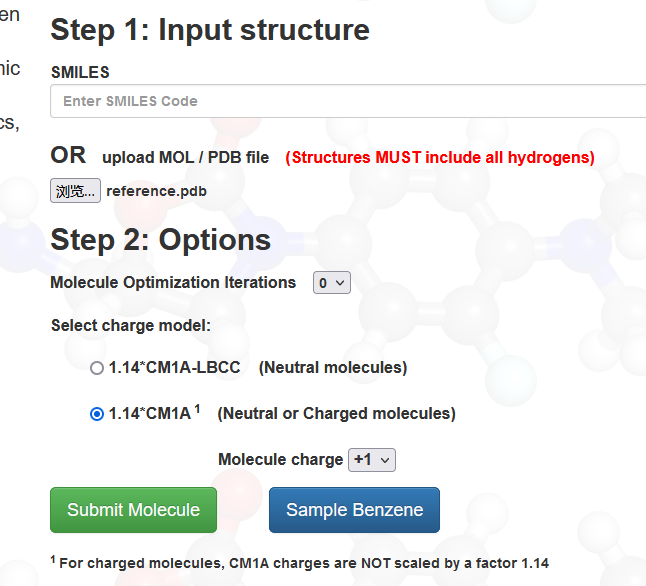 en
Step 1: Input structure
nic
SMILES
Enter SMILES Code
cs,
OR upload MOL / PDB file (Structures MUST include all hydrogens)
浏览... reference.pdb
Step 2: Options
Molecule Optimization Iterations 0
Select charge model:
1.14*CM1A-LBCC (Neutral molecules)
1.14*CM1A 1 (Neutral or Charged molecules)
Molecule charge +1
Submit Molecule Sample Benzene
1 For charged molecules, CM1A charges are NOT scaled by a factor 1.14